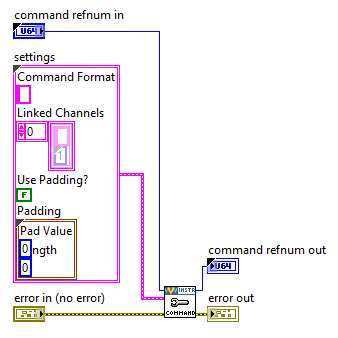 command refnum in
U64
settings
Command Format
Linked Channels
0
1
Use Padding?
F
Padding
Pad Value
0
ngth
0
command refnum out
U64
error in (no error)
INSTR
COMMAND
error out